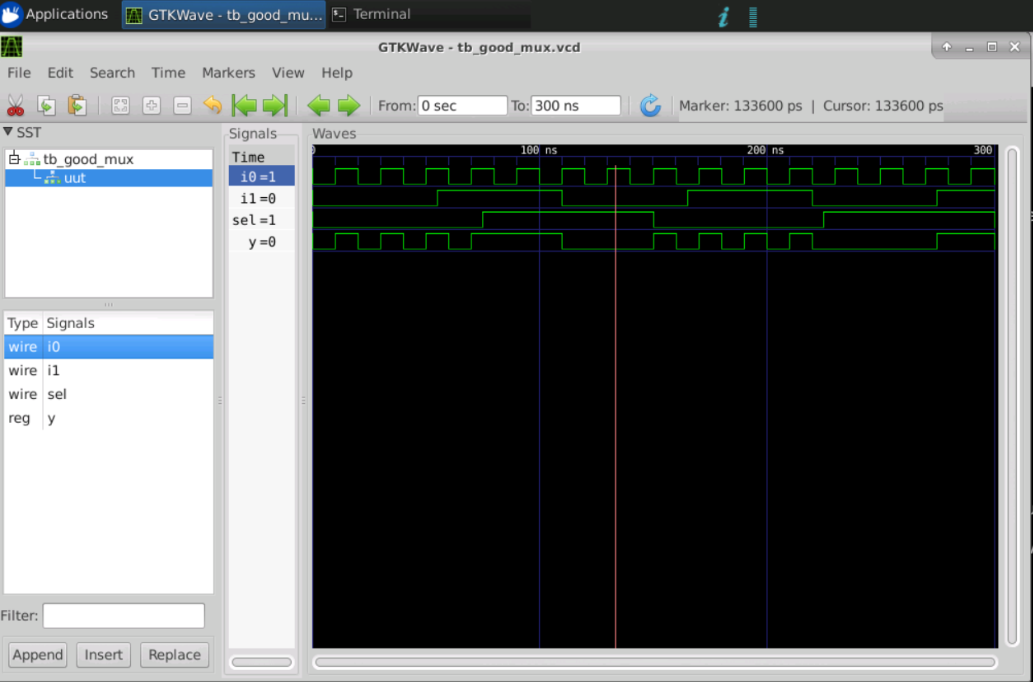 Applications GTKWave - tb_good_mu... Terminal
GTKWave - tb_good_mux.vcd
File Edit Search Time Markers View Help
From: 0 sec To: 300 ns Marker: 133600 ps | Cursor: 133600 ps
SST
tb_good_mux
uut
Type Signals
wire i0
wire i1
wire sel
reg y
Filter:
Append Insert Replace
Signals
Time
i0=1
i1=0
sel=1
y=0
Waves
0 100 ns 200 ns 300